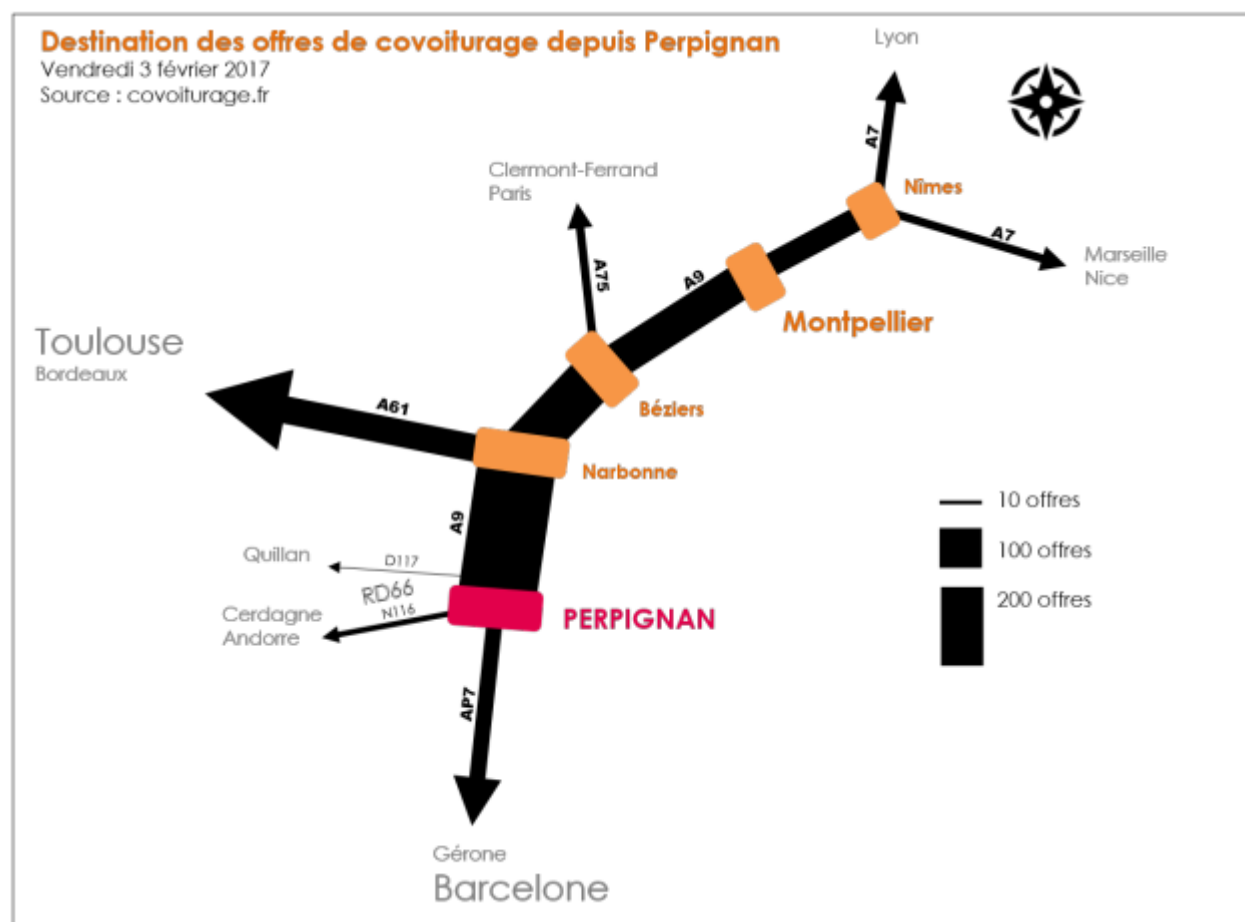 Destination des offres de covoiturage depuis Perpignan
Vendredi 3 février 2017
Source : covoiturage.fr
Lyon
A7
Nîmes
Clermont-Ferrand
Paris
A7
Marseille
Nice
A75
A9
Montpellier
Toulouse
Bordeaux
A61
Béziers
Narbonne
A9
10 offres
100 offres
200 offres
Quillan
D117
RD66
N116
Cerdagne
Andorre
PERPIGNAN
AP7
Gérone
Barcelone